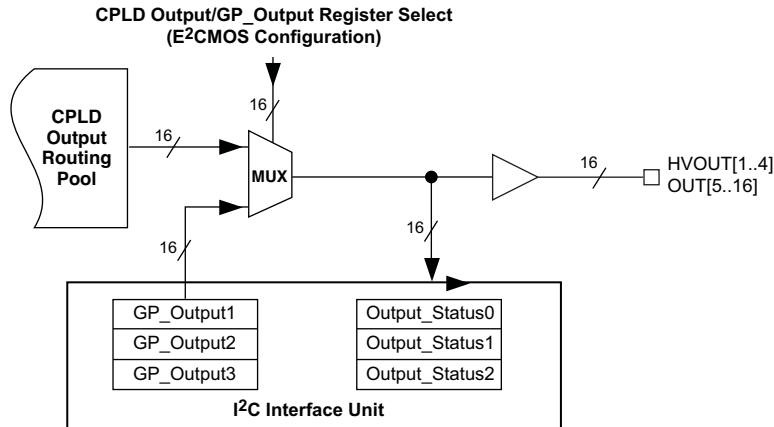 CPLD Output/GP_Output Register Select
(E²CMOS Configuration)
16
CPLD
Output
Routing
Pool
16
MUX
16
HVOUT[1..4]
OUT[5..16]
16
16
GP_Output1
GP_Output2
GP_Output3
Output_Status0
Output_Status1
Output_Status2
I²C Interface Unit